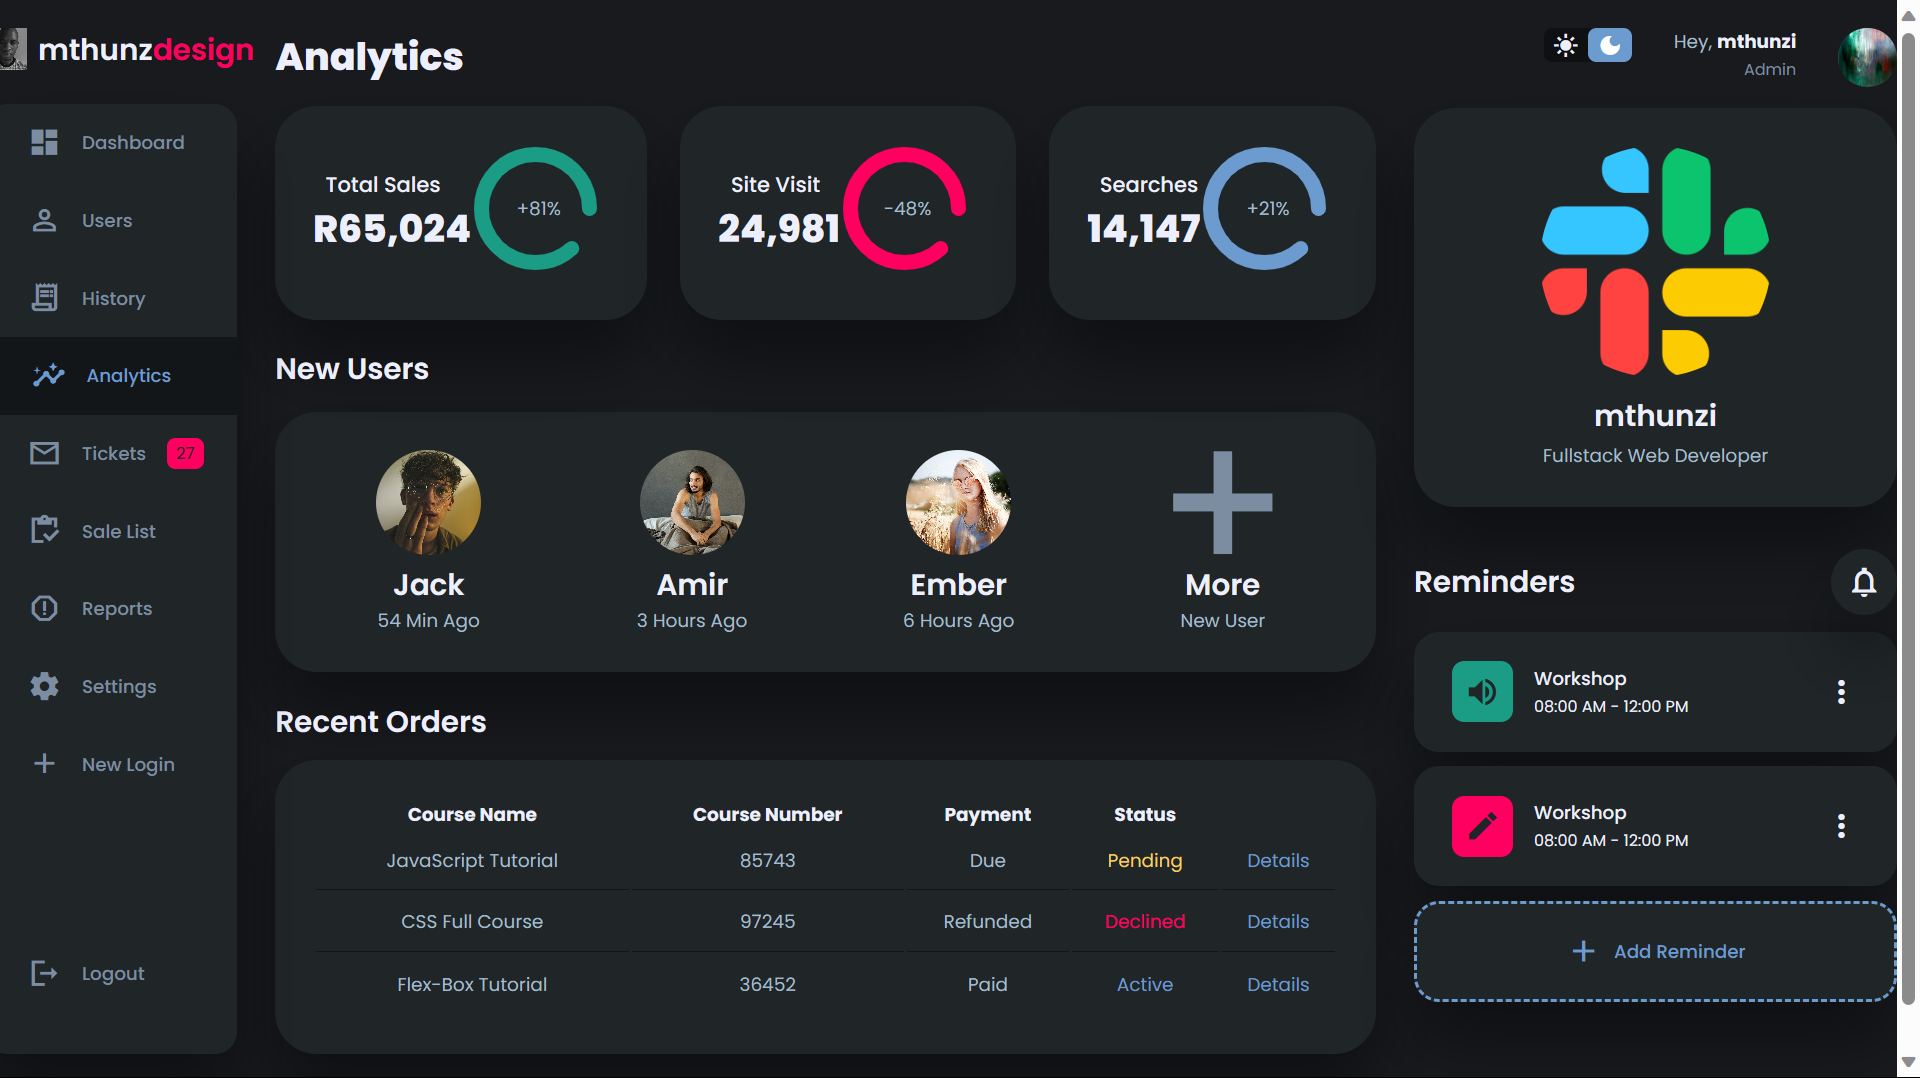 mthunzdesign
Dashboard
Users
History
Analytics
Tickets 27
Sale List
Reports
Settings
New Login
Logout
Analytics
Total Sales
R65,024
+81%
Site Visit
24,981
-48%
Searches
14,147
+21%
New Users
Jack
54 Min Ago
Amir
3 Hours Ago
Ember
6 Hours Ago
More
New User
Recent Orders
Course Name Course Number Payment Status
JavaScript Tutorial 85743 Due Pending Details
CSS Full Course 97245 Refunded Declined Details
Flex-Box Tutorial 36452 Paid Active Details
Hey, mthunzi
Admin
mthunzi
Fullstack Web Developer
Reminders
Workshop
08:00 AM - 12:00 PM
Workshop
08:00 AM - 12:00 PM
Add Reminder